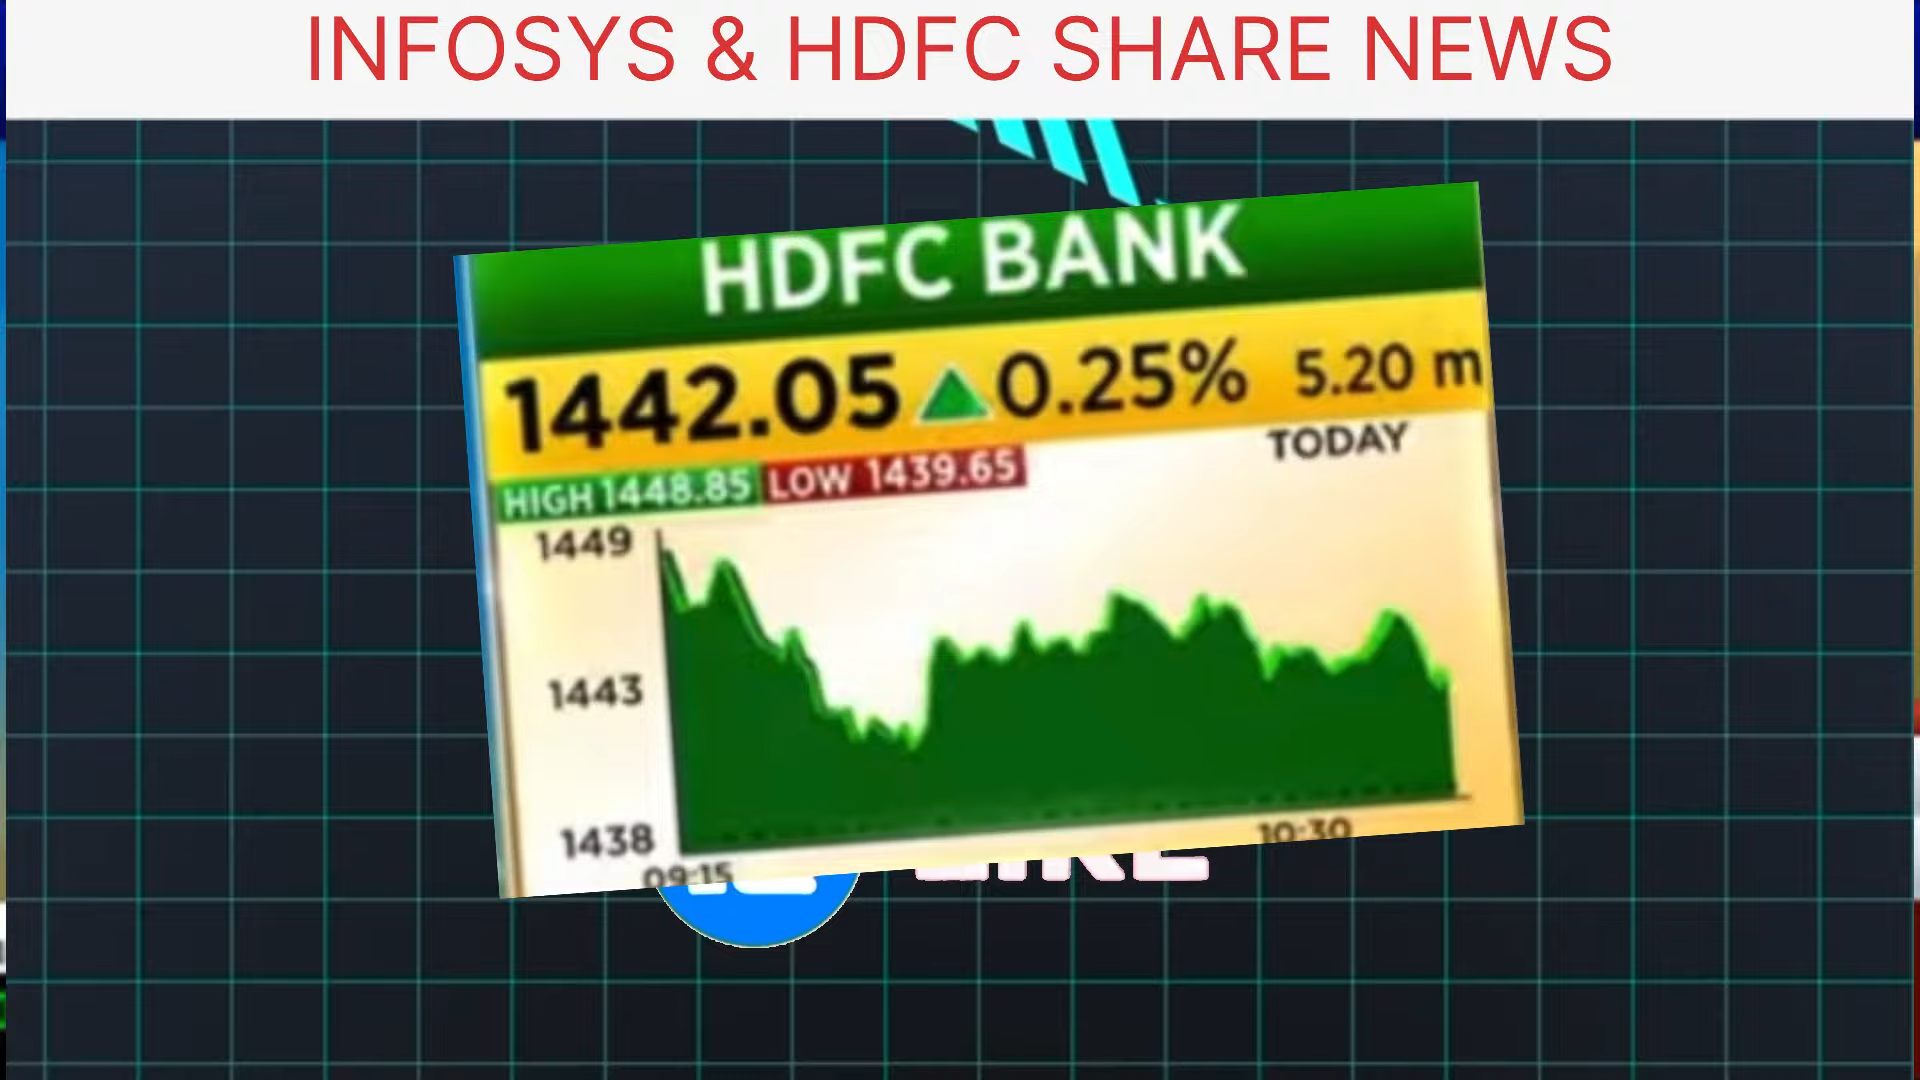 INFOSYS & HDFC SHARE NEWS
HDFC BANK
1442.05 ▲ 0.25% 5.20 m
TODAY
HIGH 1448.85 LOW 1439.65
1449
1443
1438
09:15 10:30
LIKE